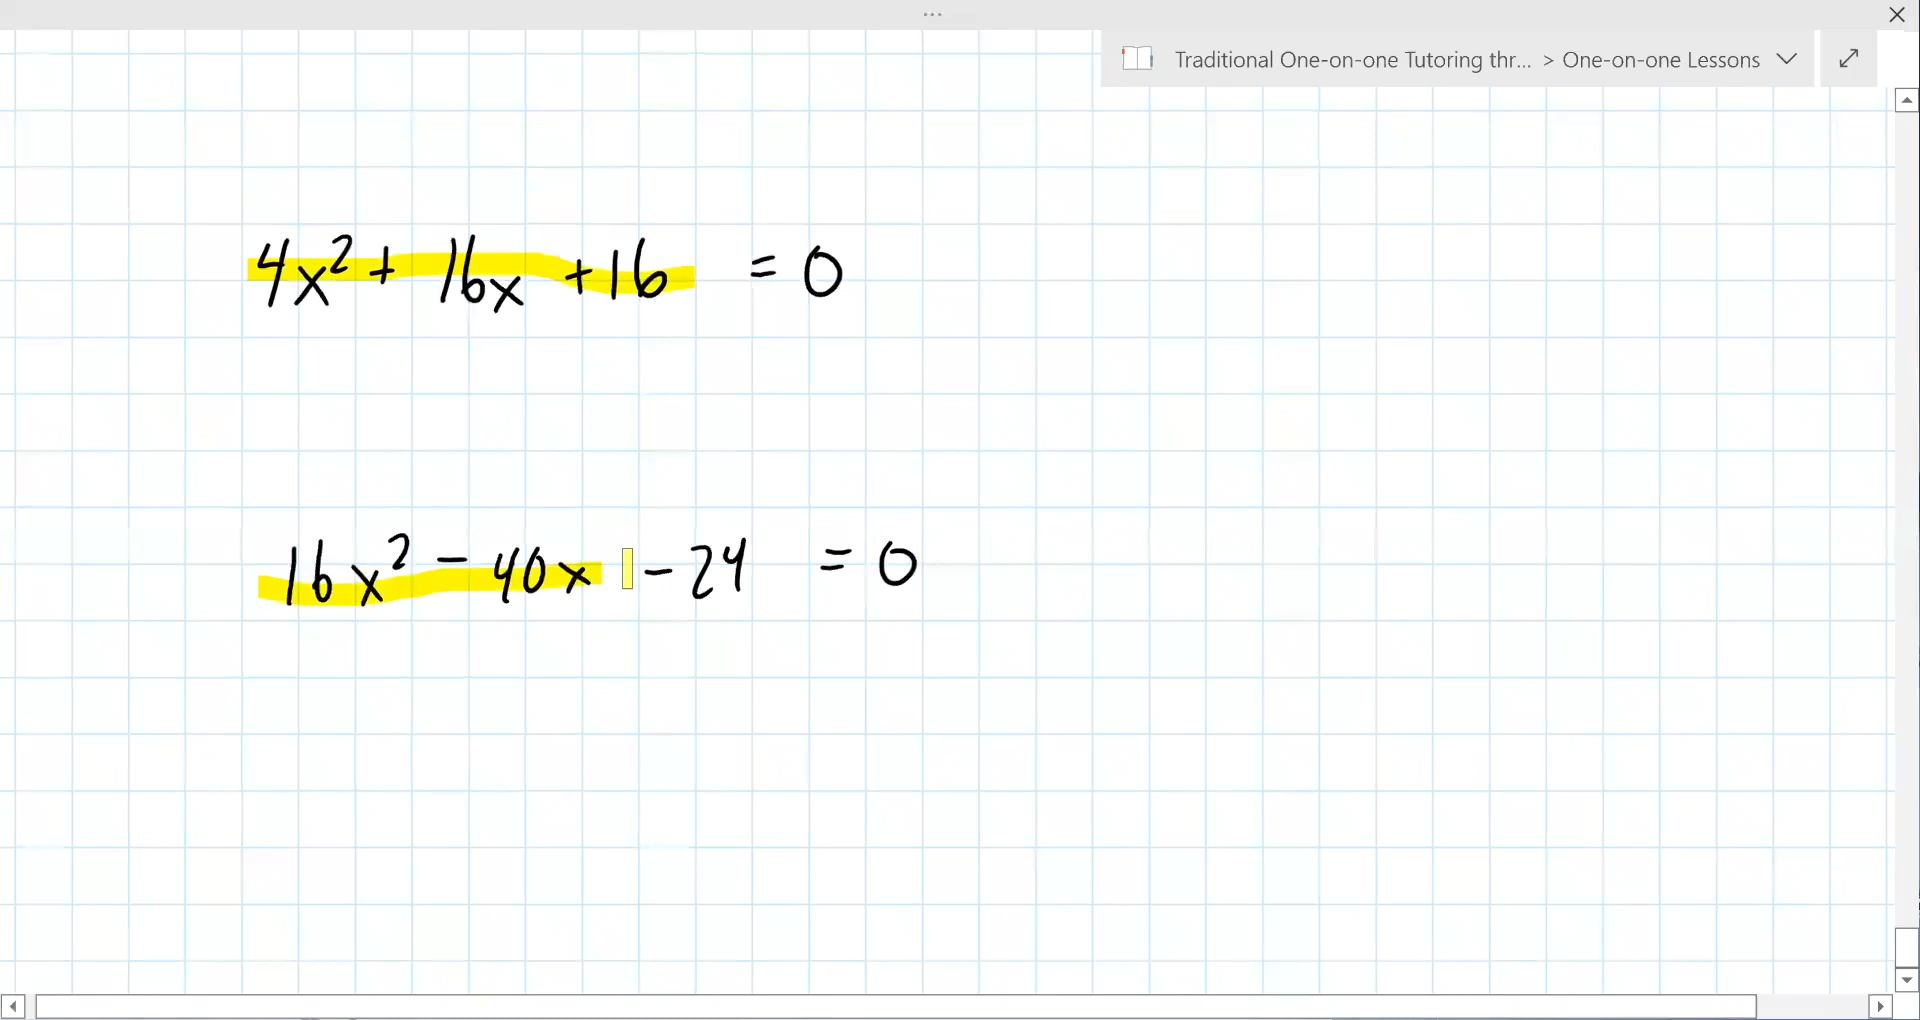 ...
Traditional One-on-one Tutoring thr... > One-on-one Lessons
4x² + 16x + 16 = 0
16x² - 40x - 24 = 0